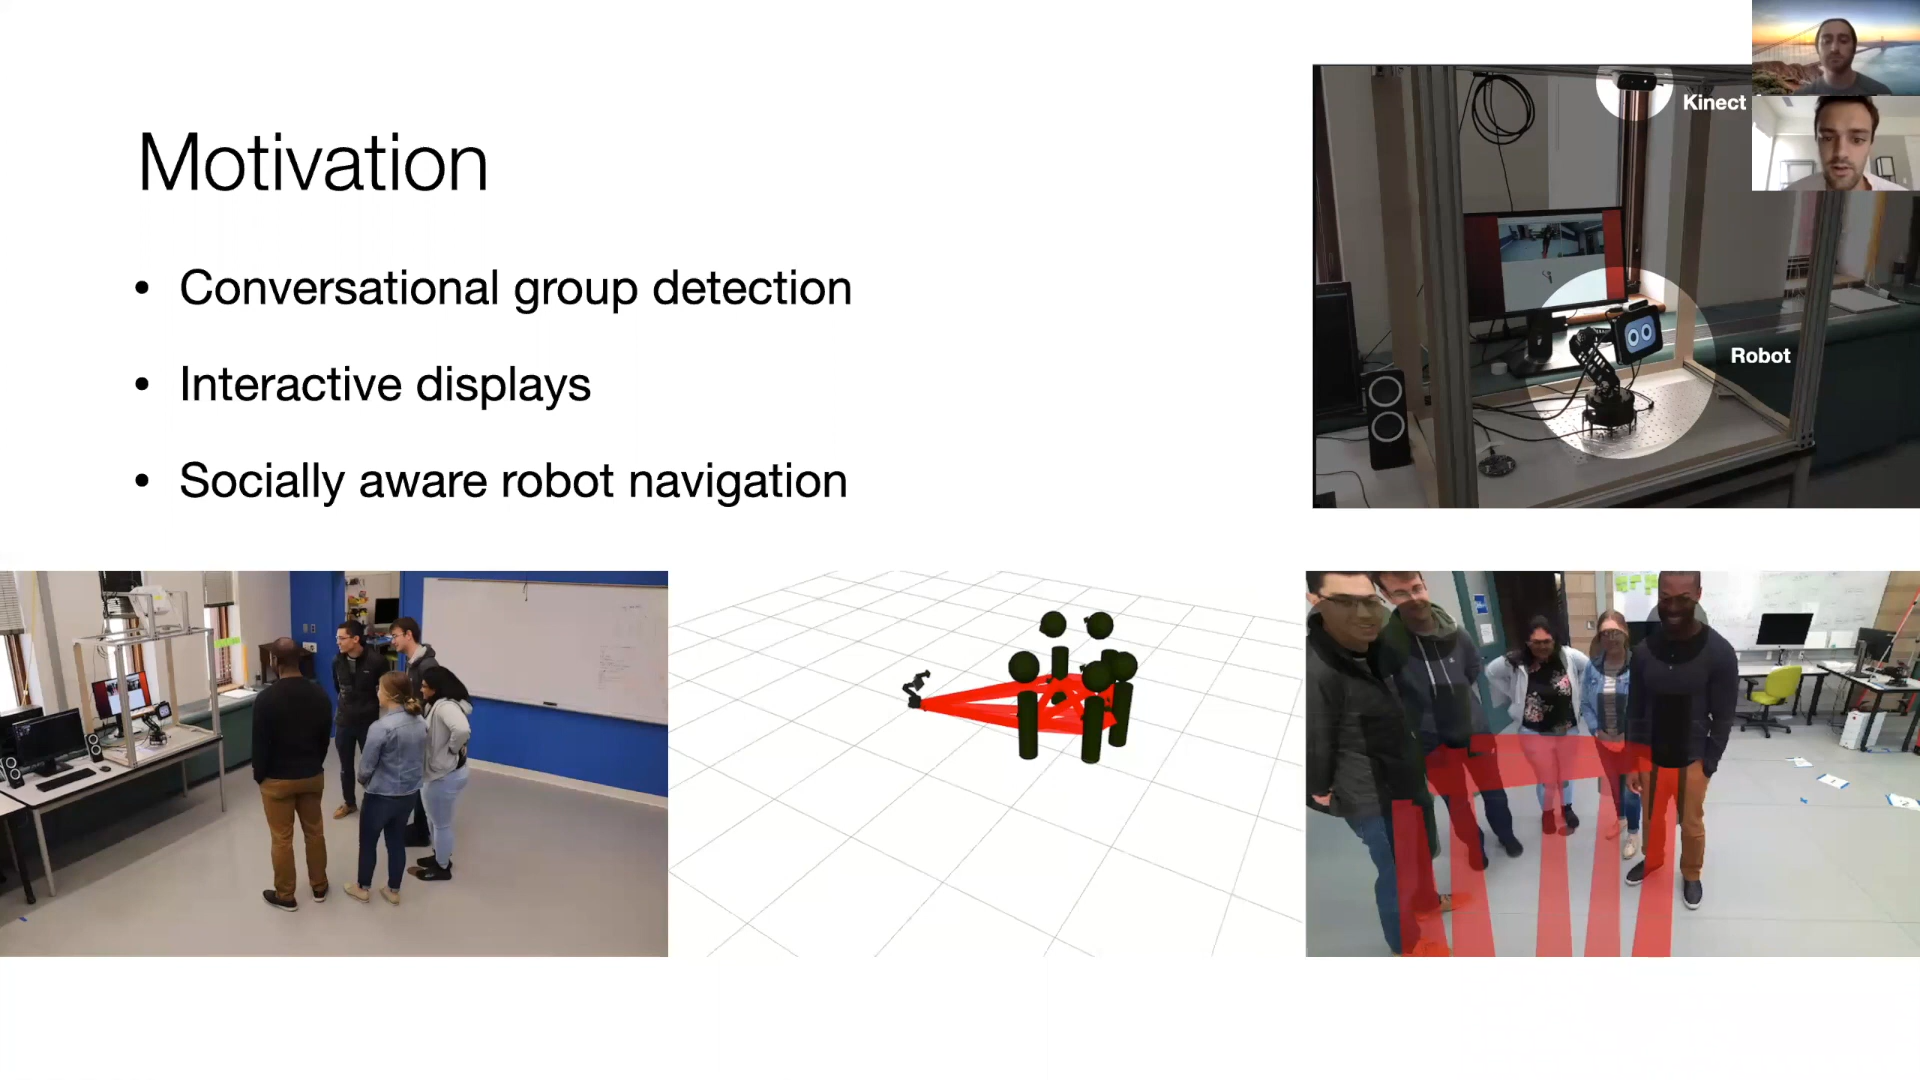 Motivation
• Conversational group detection
• Interactive displays
• Socially aware robot navigation
Kinect
Robot